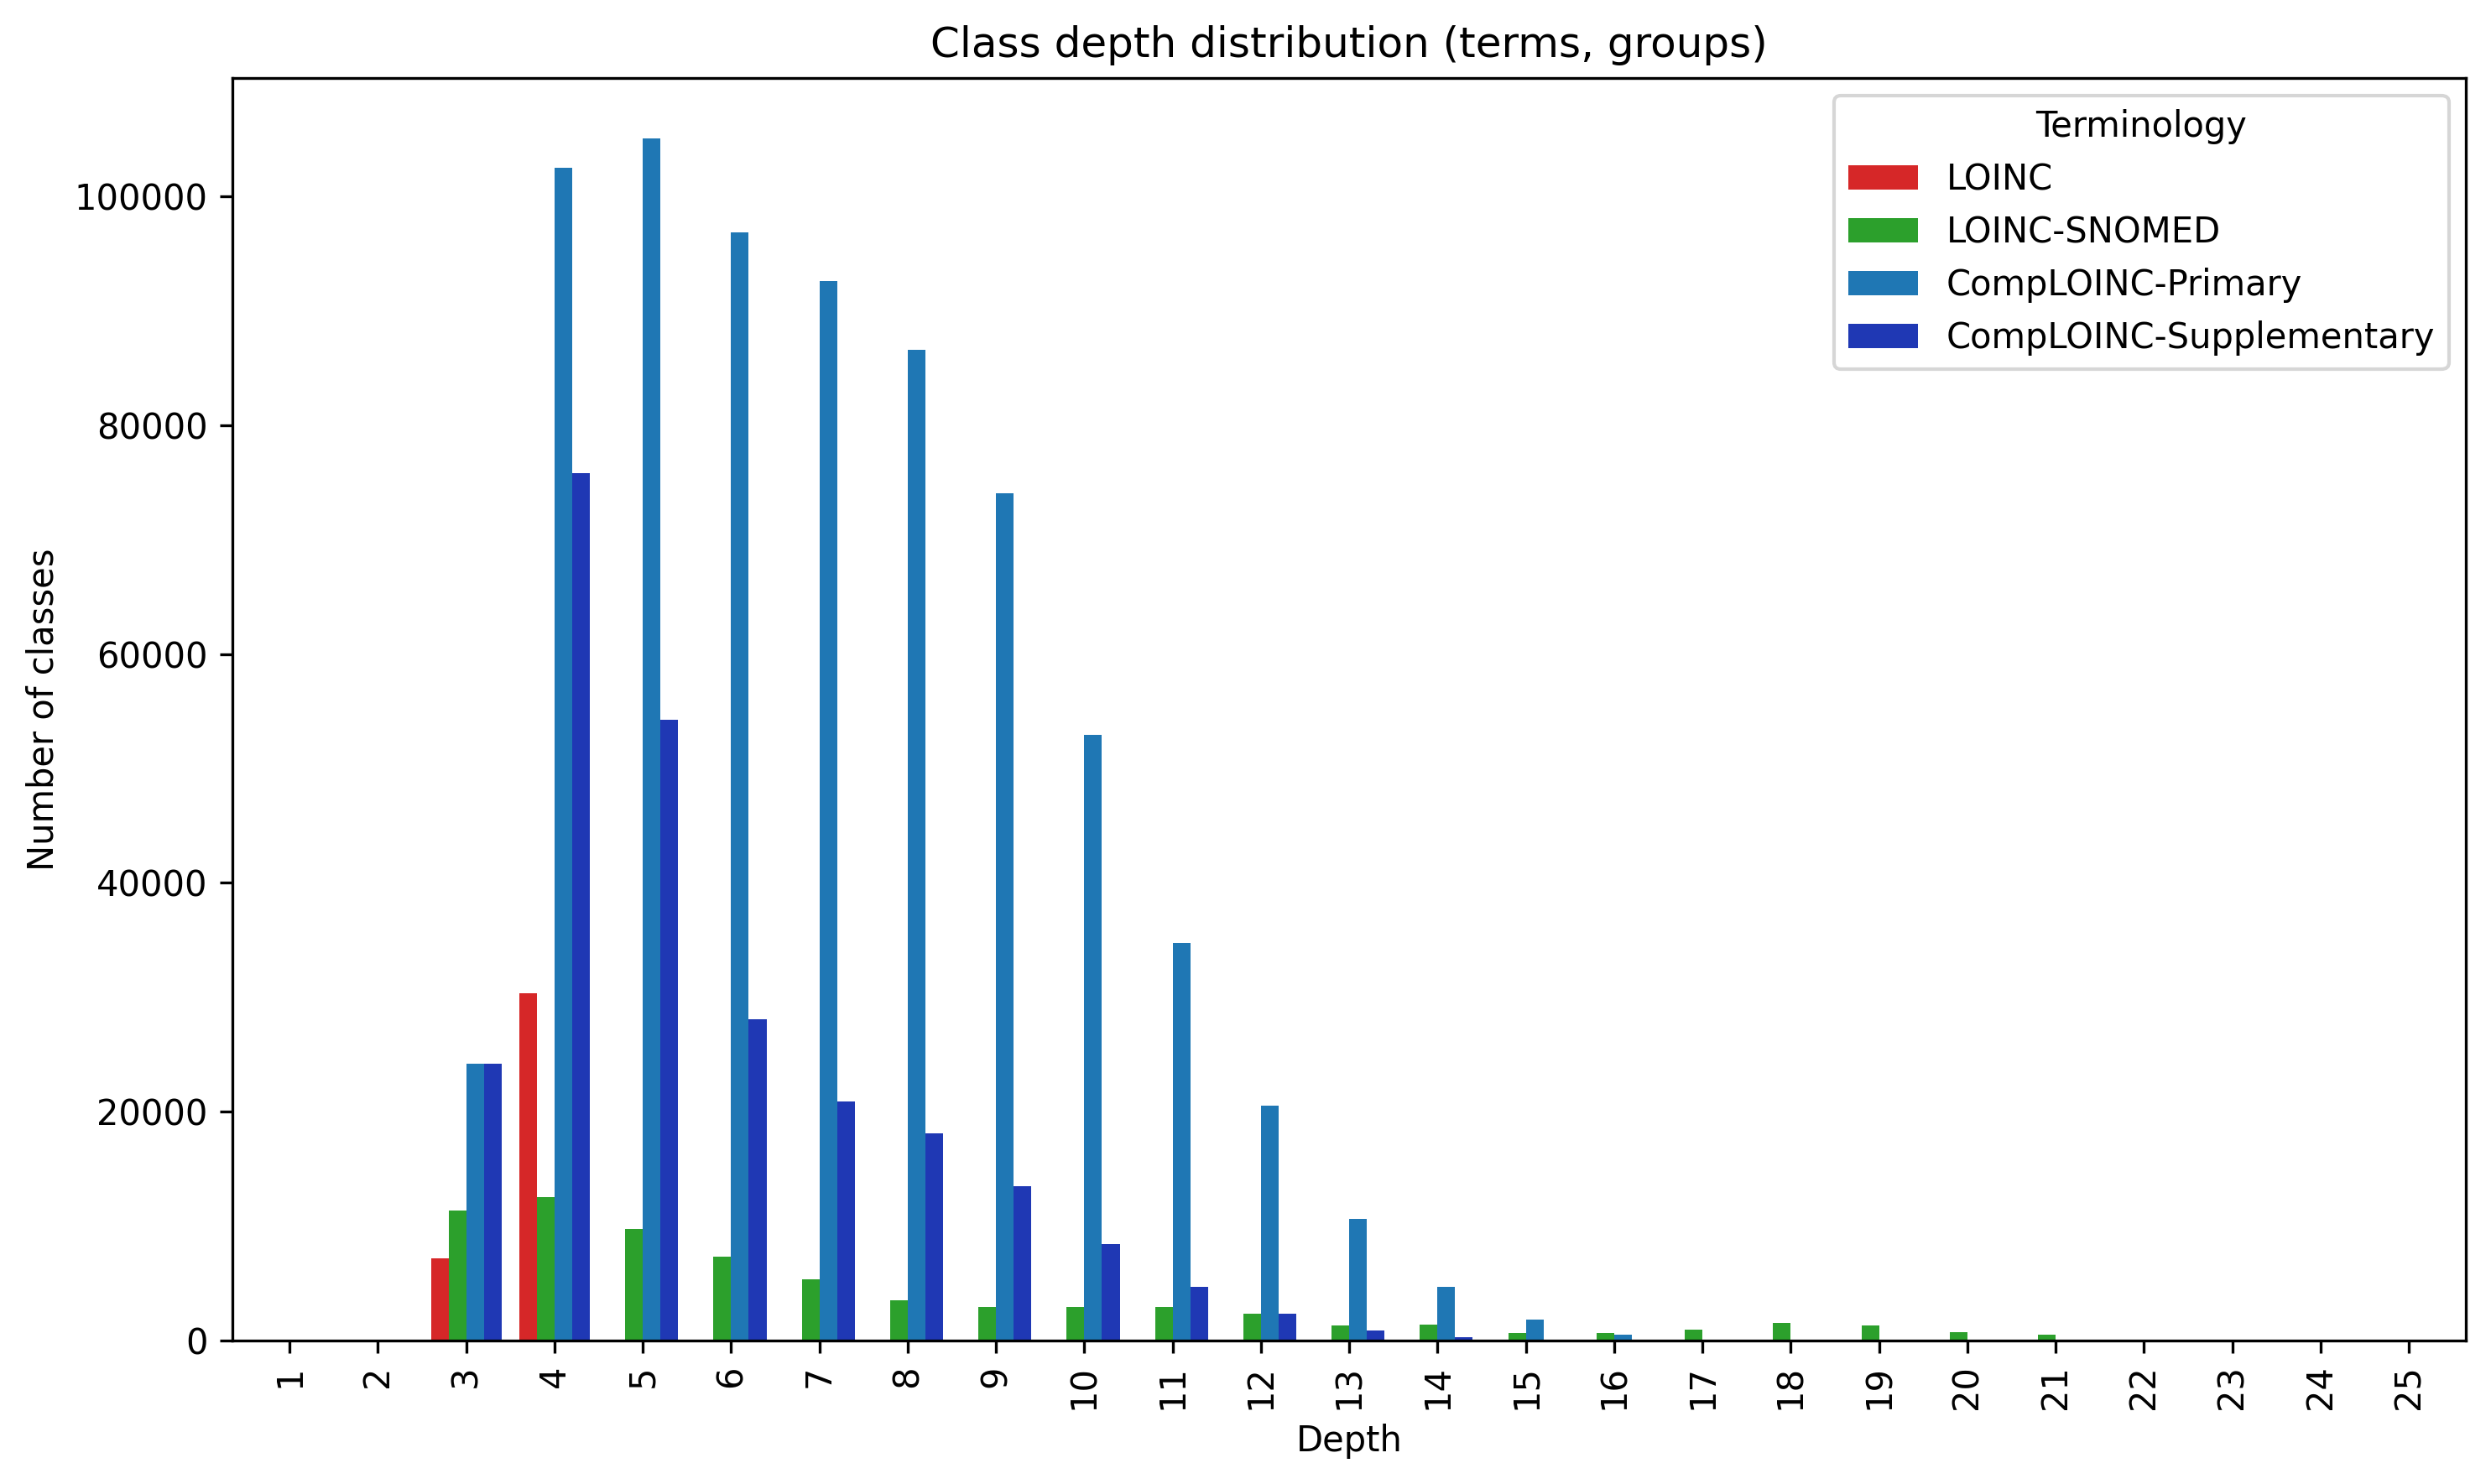 Class depth distribution (terms, groups)
Terminology
LOINC
LOINC-SNOMED
CompLOINC-Primary
CompLOINC-Supplementary
Number of classes
100000
80000
60000
40000
20000
0
1 2 3 4 5 6 7 8 9 10 11 12 13 14 15 16 17 18 19 20 21 22 23 24 25
Depth